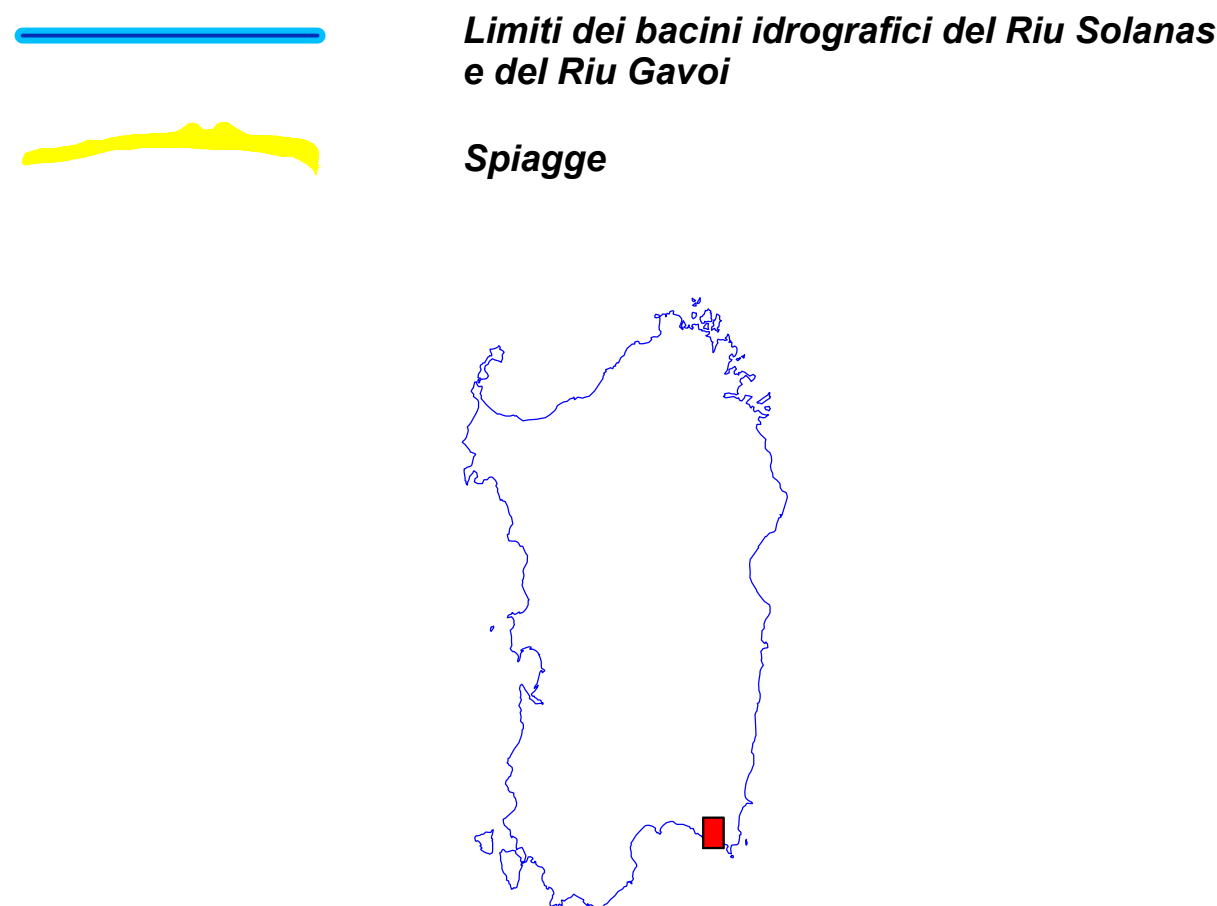 Limiti dei bacini idrografici del Riu Solanas
e del Riu Gavoi
Spiagge